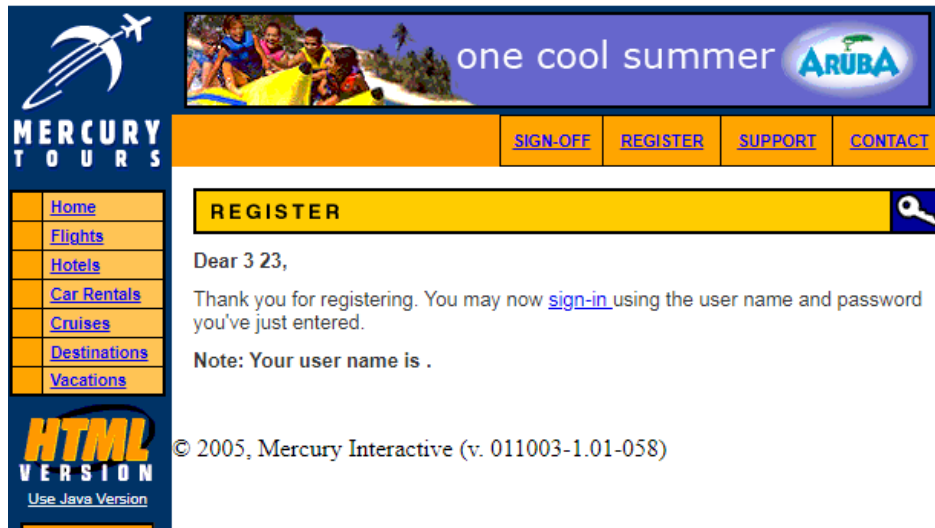 one cool summer ARUBA
MERCURY
TOURS
SIGN-OFF REGISTER SUPPORT CONTACT
Home
Flights
Hotels
Car Rentals
Cruises
Destinations
Vacations
HTML
VERSION
Use Java Version
REGISTER
Dear 3 23,
Thank you for registering. You may now sign-in using the user name and password
you've just entered.
Note: Your user name is .
© 2005, Mercury Interactive (v. 011003-1.01-058)